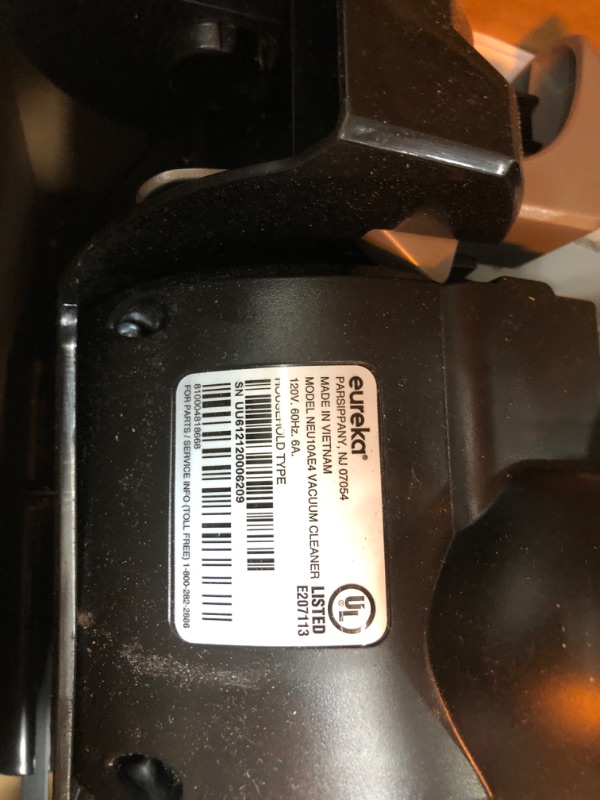 eureka®
PARSIPPANY, NJ 07054
MADE IN VIETNAM
MODEL NEU10AE4 VACUUM CLEANER
120V. 60Hz. 6A.
HOUSEHOLD TYPE
UL
®
LISTED
E207113
SN UU612120006209
810004818668
FOR PARTS / SERVICE INFO (TOLL FREE) 1-800-282-2886